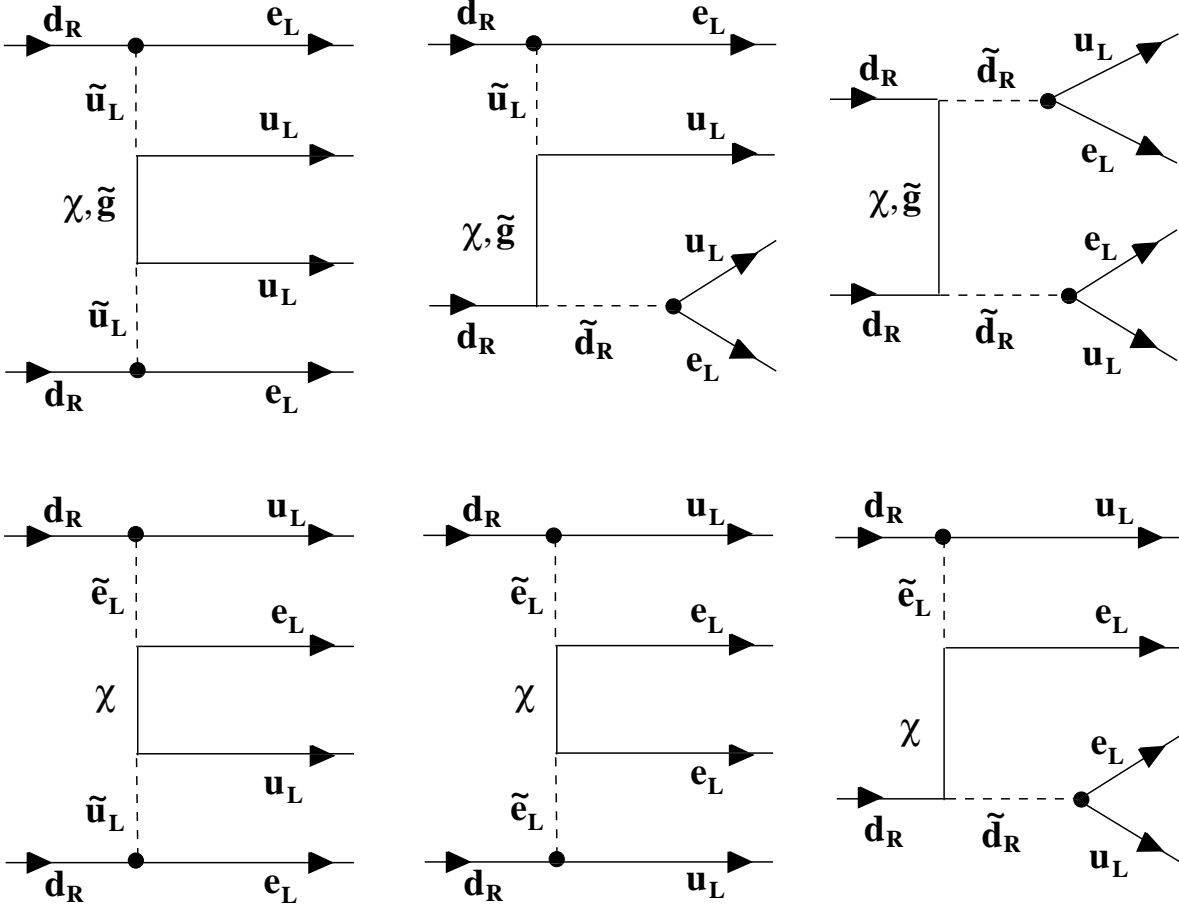 d_R e_L
ũ_L
u_L
χ, g̃
u_L
ũ_L
d_R e_L
d_R e_L
ũ_L
u_L
χ, g̃
u_L
d_R d̃_R
e_L
u_L
d_R d̃_R
e_L
χ, g̃
e_L
d_R d̃_R
u_L
d_R u_L
ẽ_L
e_L
χ
u_L
ũ_L
d_R e_L
d_R u_L
ẽ_L
e_L
χ
e_L
ẽ_L
d_R u_L
d_R u_L
ẽ_L
e_L
χ
e_L
d_R d̃_R
u_L